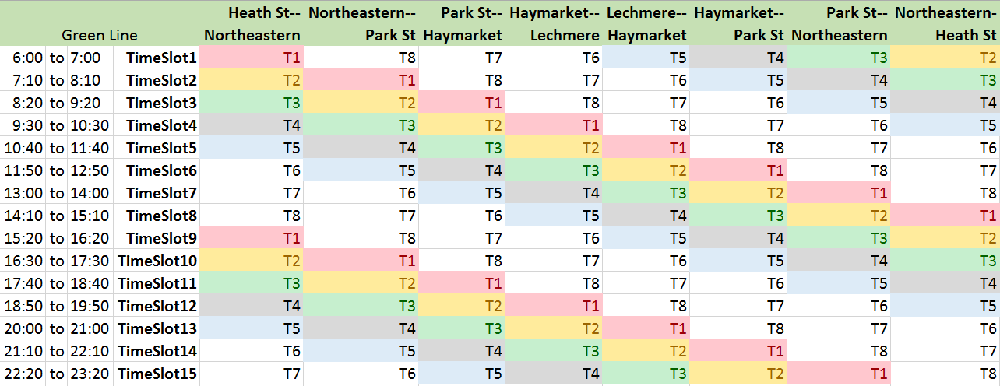 Heath St-- Northeastern-- Park St-- Haymarket-- Lechmere-- Haymarket-- Park St-- Northeastern-
Green Line Northeastern Park St Haymarket Lechmere Haymarket Park St Northeastern Heath St
6:00 to 7:00 TimeSlot1 T1 T8 T7 T6 T5 T4 T3 T2
7:10 to 8:10 TimeSlot2 T2 T1 T8 T7 T6 T5 T4 T3
8:20 to 9:20 TimeSlot3 T3 T2 T1 T8 T7 T6 T5 T4
9:30 to 10:30 TimeSlot4 T4 T3 T2 T1 T8 T7 T6 T5
10:40 to 11:40 TimeSlot5 T5 T4 T3 T2 T1 T8 T7 T6
11:50 to 12:50 TimeSlot6 T6 T5 T4 T3 T2 T1 T8 T7
13:00 to 14:00 TimeSlot7 T7 T6 T5 T4 T3 T2 T1 T8
14:10 to 15:10 TimeSlot8 T8 T7 T6 T5 T4 T3 T2 T1
15:20 to 16:20 TimeSlot9 T1 T8 T7 T6 T5 T4 T3 T2
16:30 to 17:30 TimeSlot10 T2 T1 T8 T7 T6 T5 T4 T3
17:40 to 18:40 TimeSlot11 T3 T2 T1 T8 T7 T6 T5 T4
18:50 to 19:50 TimeSlot12 T4 T3 T2 T1 T8 T7 T6 T5
20:00 to 21:00 TimeSlot13 T5 T4 T3 T2 T1 T8 T7 T6
21:10 to 22:10 TimeSlot14 T6 T5 T4 T3 T2 T1 T8 T7
22:20 to 23:20 TimeSlot15 T7 T6 T5 T4 T3 T2 T1 T8